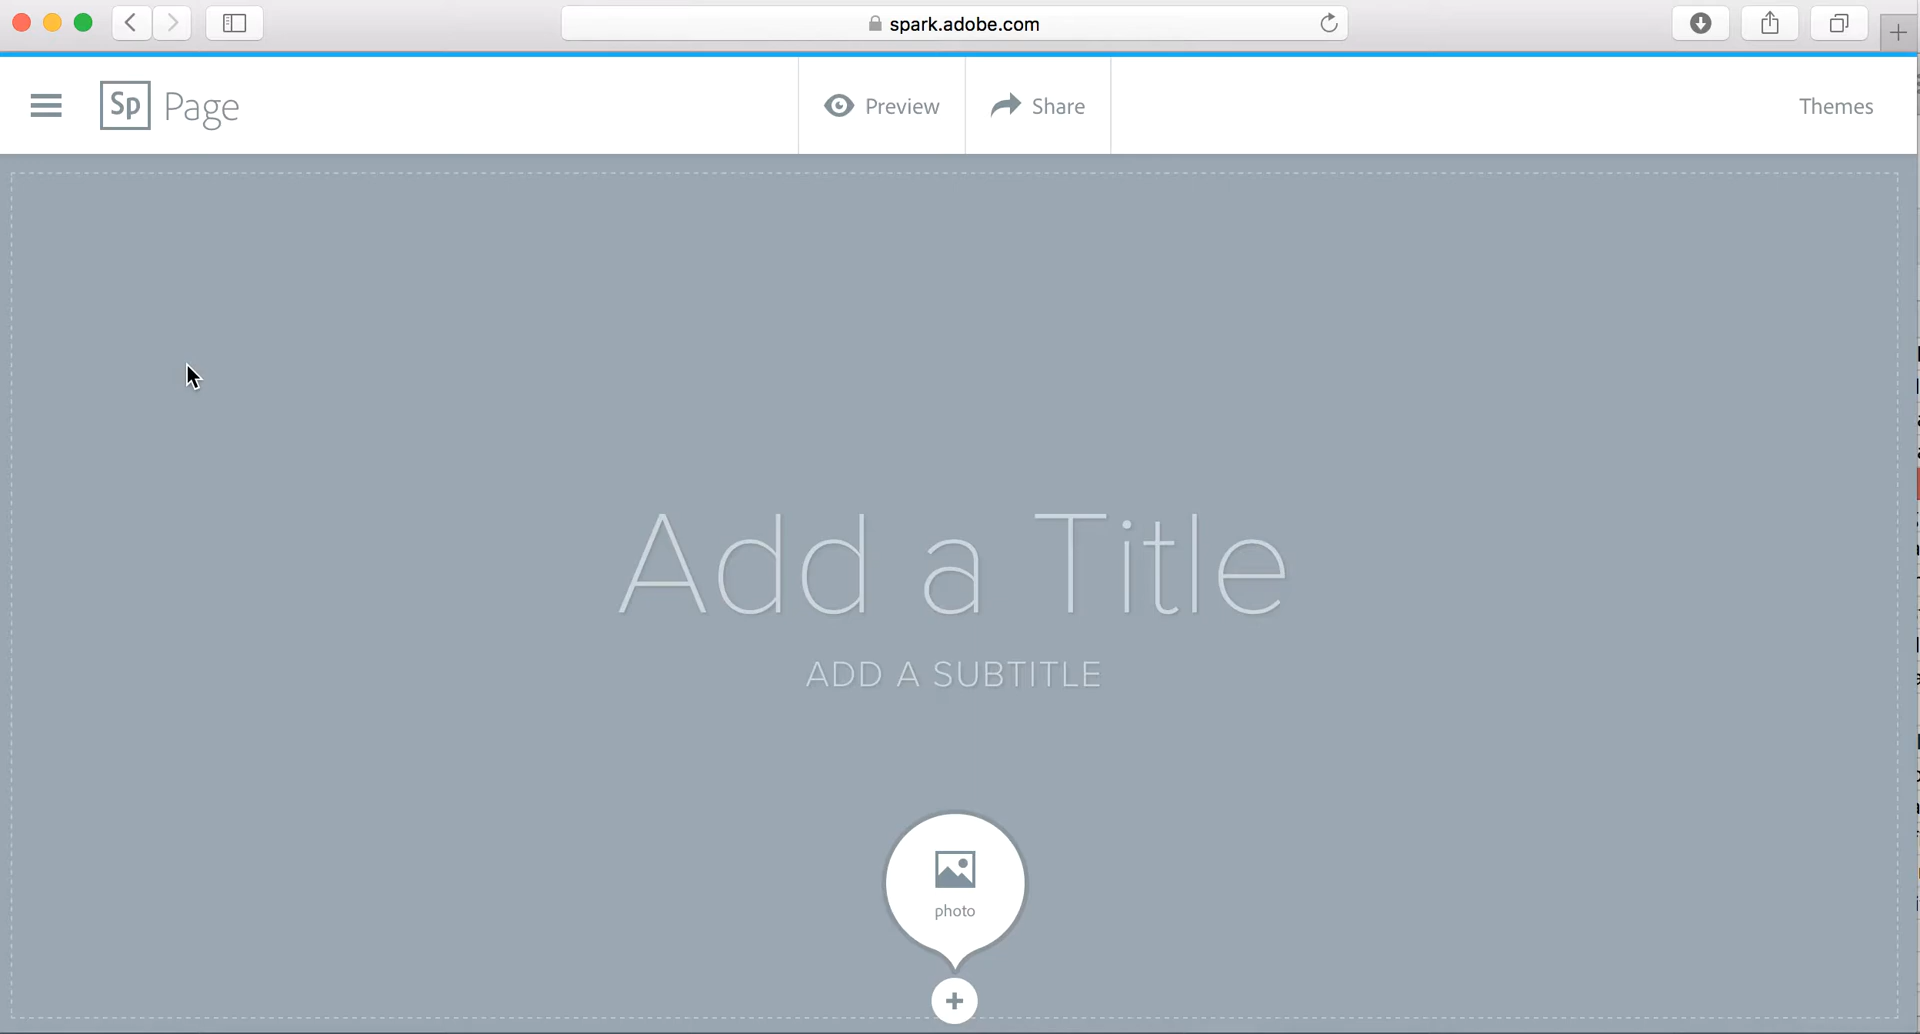 spark.adobe.com
Sp Page
Preview
Share
Themes
Add a Title
ADD A SUBTITLE
photo